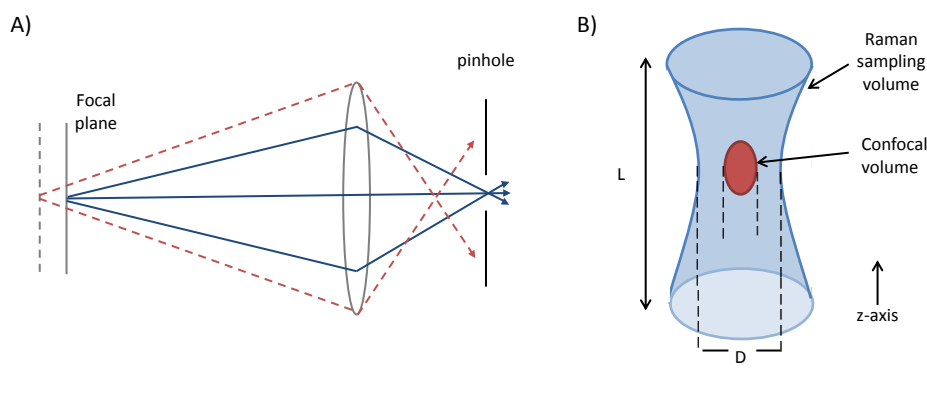 A)
Focal
plane
pinhole
B)
Raman
sampling
volume
Confocal
volume
L
z-axis
D